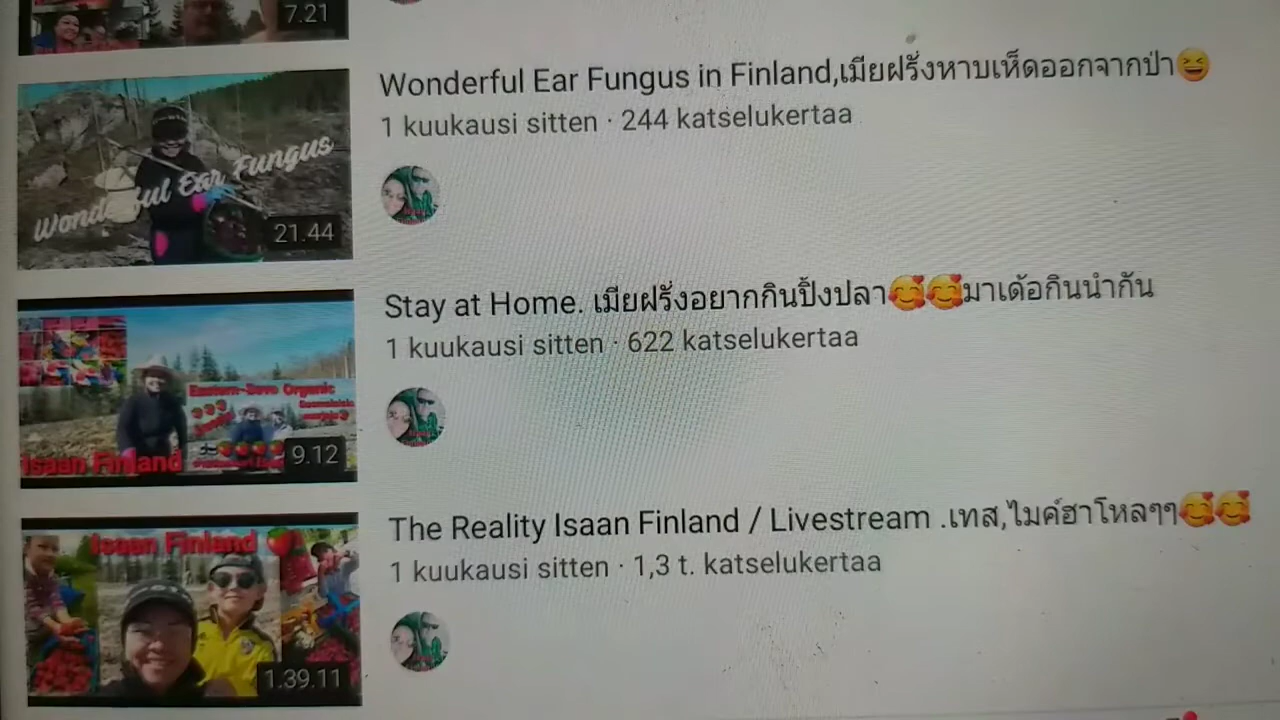 7.21
Wonderful Ear Fungus in Finland,เมียฝรั่งหาบเห็ดออกจากป่า😆
1 kuukausi sitten · 244 katselukertaa
Wonderful Ear Fungus
21.44
Stay at Home. เมียฝรั่งอยากกินปิ้งปลา🥰🥰มาเด้อกินนำกัน
1 kuukausi sitten · 622 katselukertaa
Eastern-Savo Organic
Isaan Finland
9.12
The Reality Isaan Finland / Livestream .เทส,ไมค์ฮาโหลๆๆ🥰🥰
1 kuukausi sitten · 1,3 t. katselukertaa
Isaan Finland
1.39.11